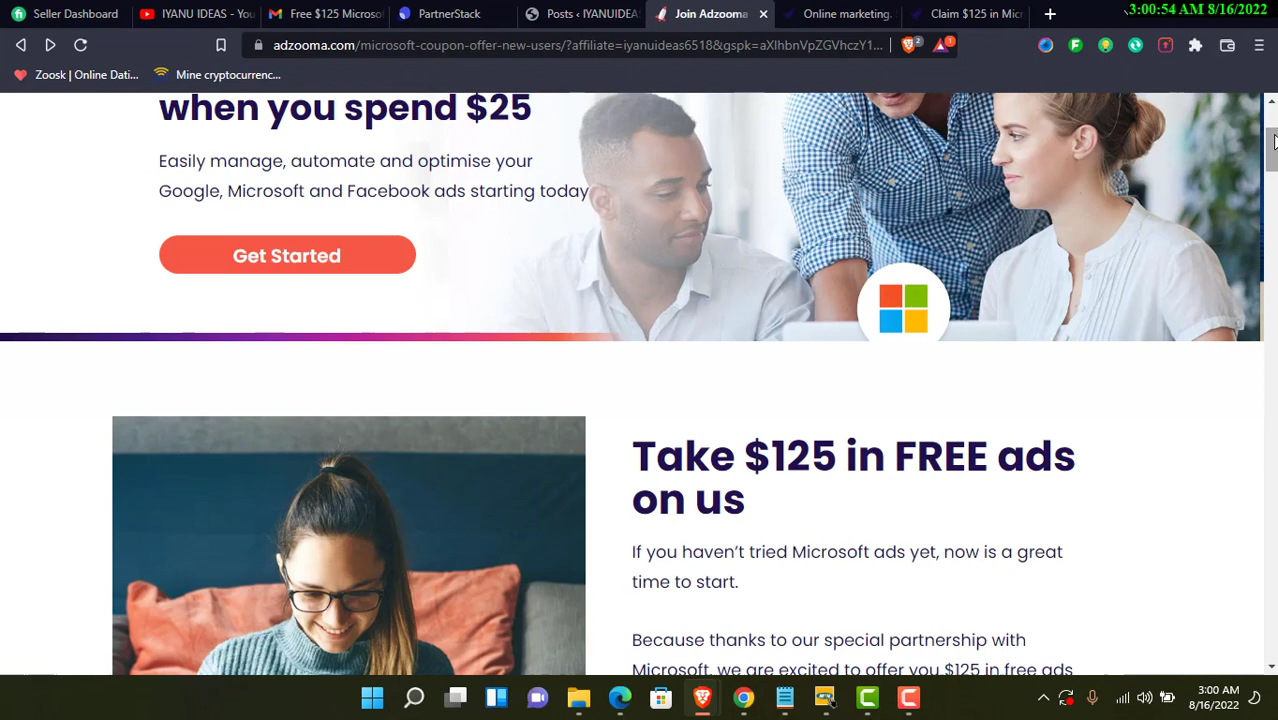 Seller Dashboard
IYANU IDEAS - You
Free $125 Microsof
PartnerStack
Posts ‹ IYANUIDEA
Join Adzooma
Online marketing.
Claim $125 in Micr
3:00:54 AM 8/16/2022
adzooma.com/microsoft-coupon-offer-new-users/?affiliate=iyanuideas6518&gspk=aXlhbnVpZGVhczY1...
2
1
Zoosk | Online Dati...
Mine cryptocurrenc...
when you spend $25
Easily manage, automate and optimise your
Google, Microsoft and Facebook ads starting today
Get Started
Take $125 in FREE ads
on us
If you haven't tried Microsoft ads yet, now is a great
time to start.
Because thanks to our special partnership with
Microsoft, we are excited to offer you $125 in free ads
3:00 AM
8/16/2022